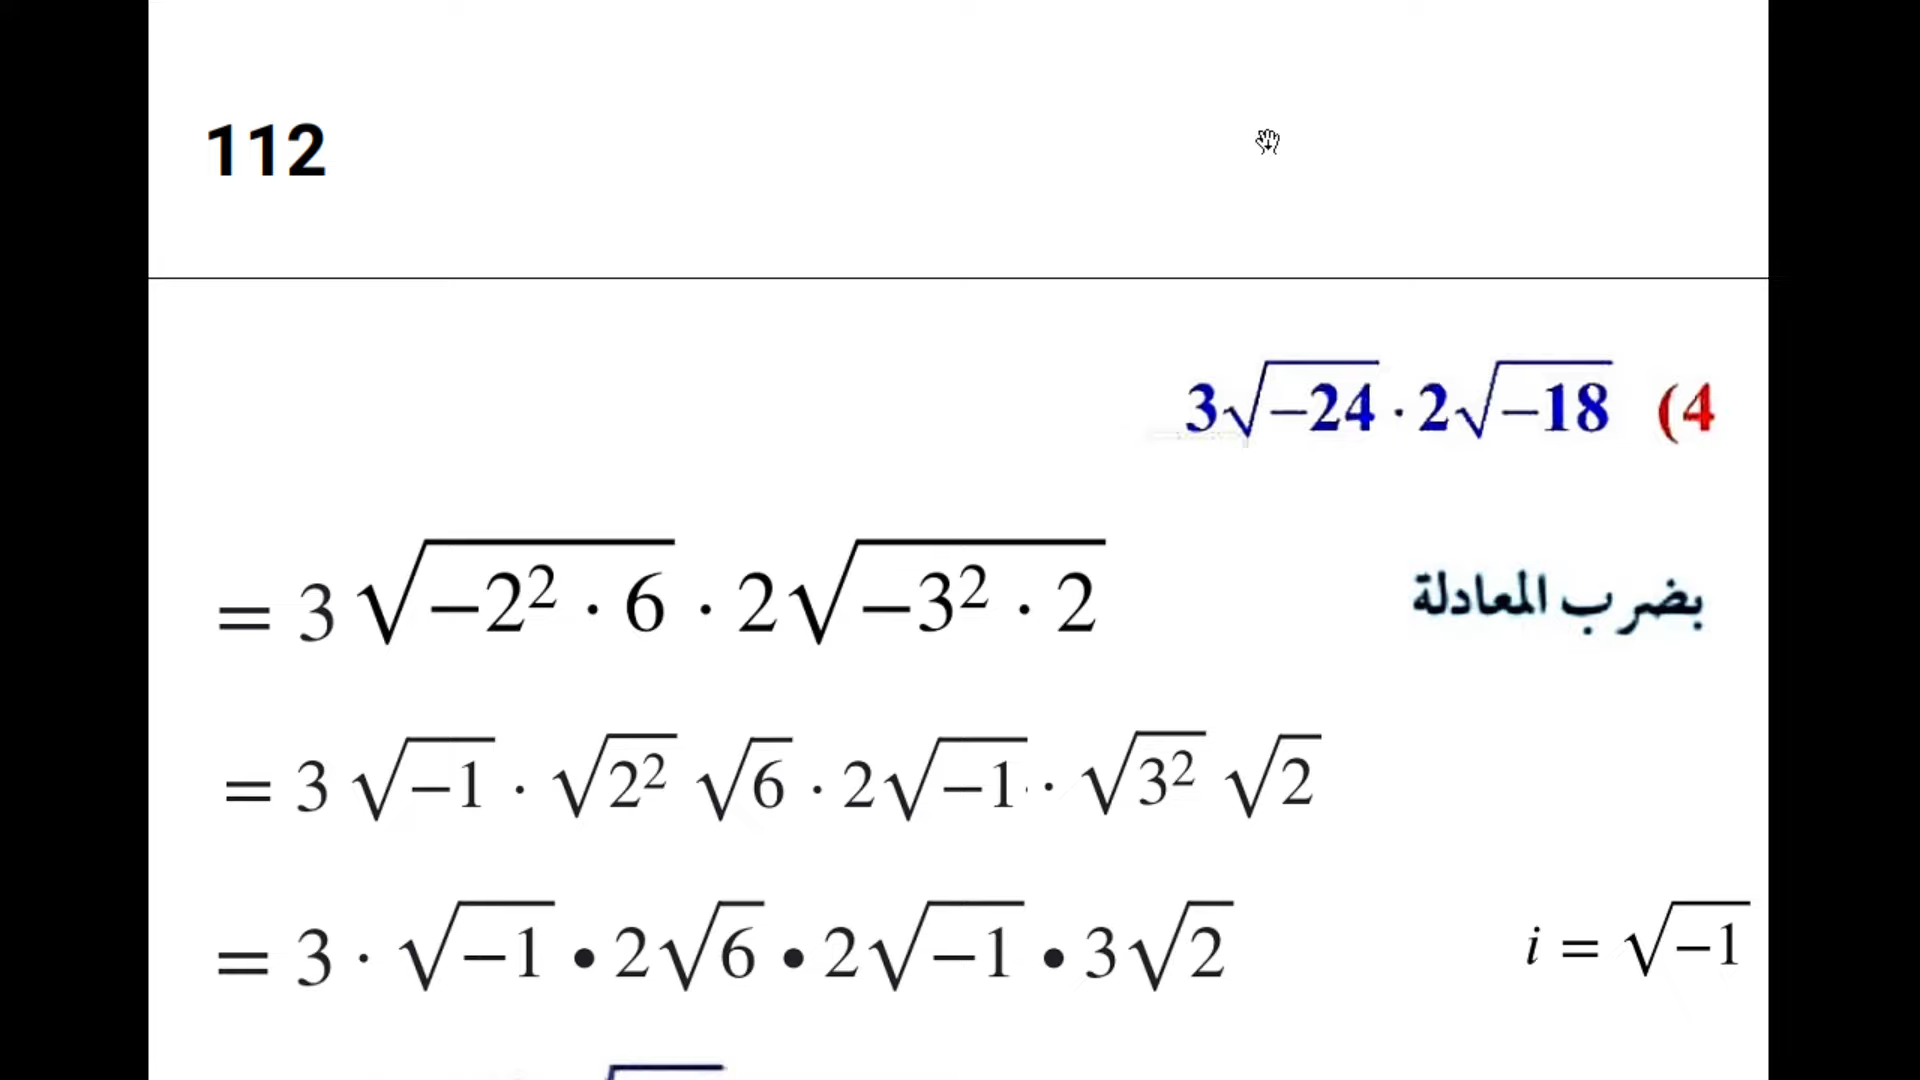 112
3√−24 · 2√−18 (4
= 3√−2² · 6 · 2√−3² · 2 بضرب المعادلة
= 3 √−1 · √2² √6 · 2√−1 · √3² √2
= 3 · √−1 • 2√6 • 2√−1 • 3√2 i = √−1